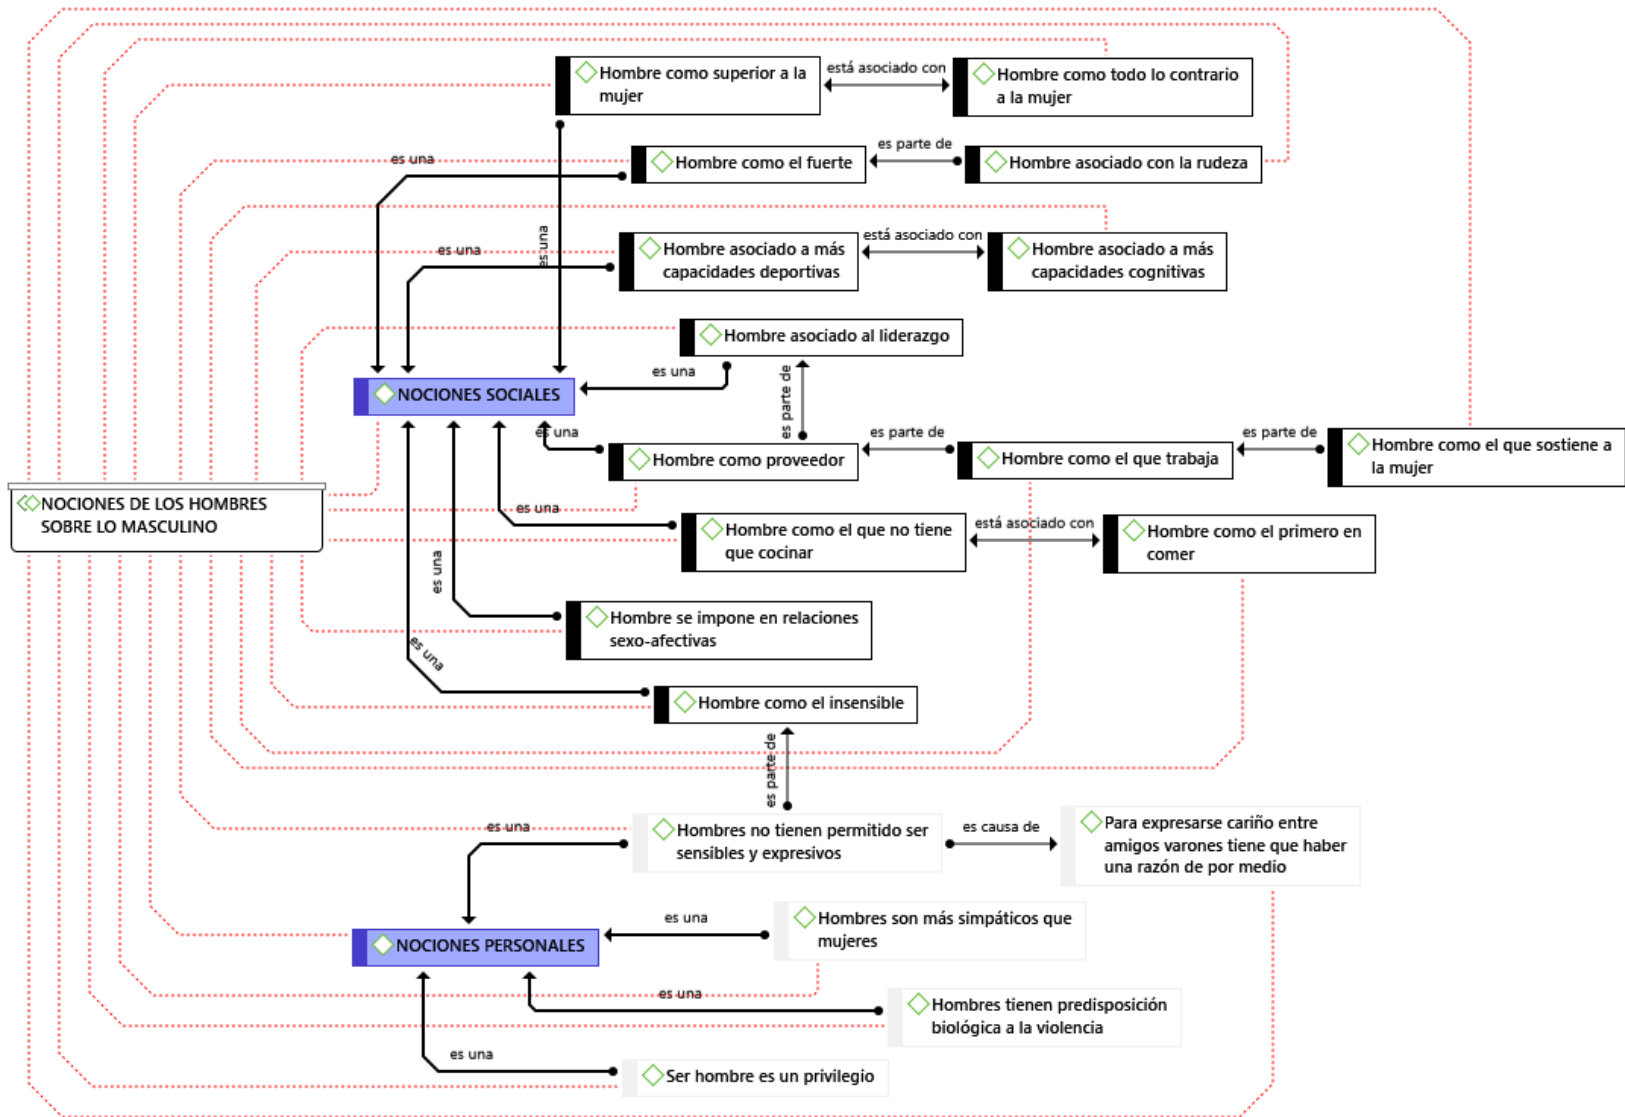 Hombre como superior a la
mujer
está asociado con
Hombre como todo lo contrario
a la mujer
es una
Hombre como el fuerte
es parte de
Hombre asociado con la rudeza
es una
es una
Hombre asociado a más
capacidades deportivas
está asociado con
Hombre asociado a más
capacidades cognitivas
Hombre asociado al liderazgo
es una
es parte de
NOCIONES SOCIALES
es una
Hombre como proveedor
es parte de
Hombre como el que trabaja
es parte de
Hombre como el que sostiene a
la mujer
NOCIONES DE LOS HOMBRES
SOBRE LO MASCULINO
es una
Hombre como el que no tiene
que cocinar
está asociado con
Hombre como el primero en
comer
es una
Hombre se impone en relaciones
sexo-afectivas
es una
Hombre como el insensible
es parte de
es una
Hombres no tienen permitido ser
sensibles y expresivos
es causa de
Para expresarse cariño entre
amigos varones tiene que haber
una razón de por medio
NOCIONES PERSONALES
es una
Hombres son más simpáticos que
mujeres
es una
Hombres tienen predisposición
biológica a la violencia
es una
Ser hombre es un privilegio